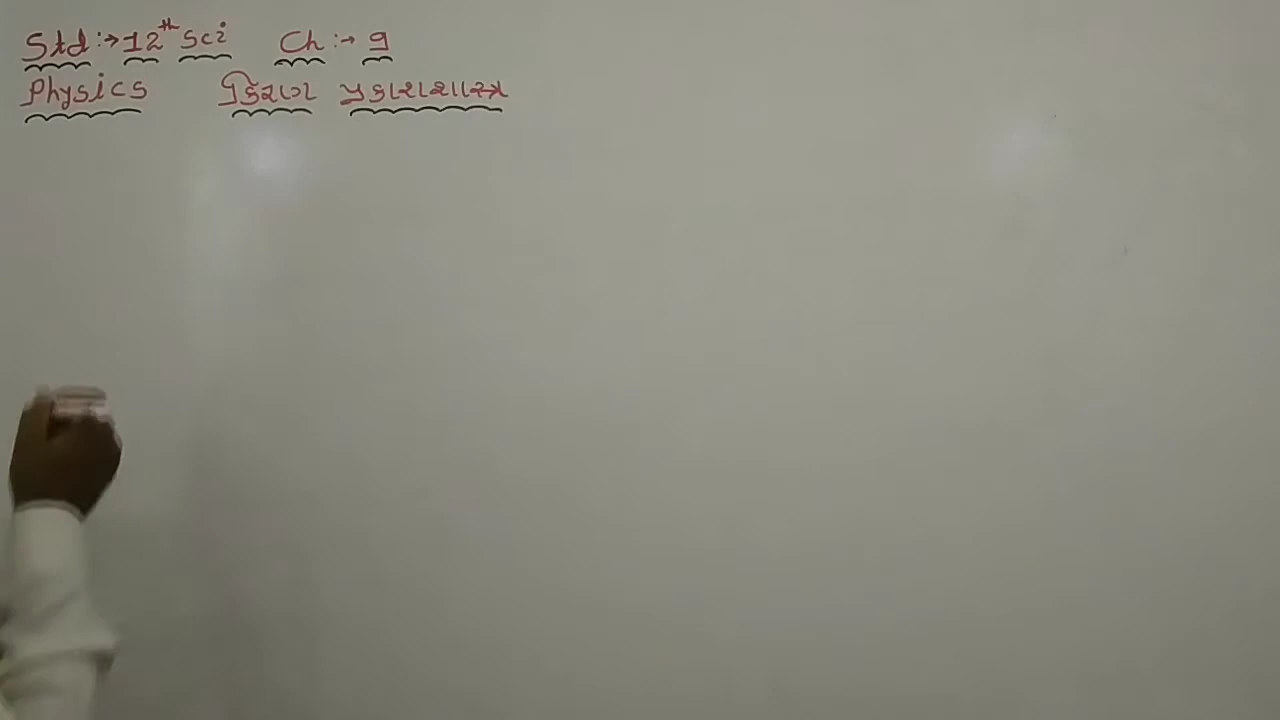 Std :→ 12th Sci Ch :→ 9
Physics કિરણ પ્રકાશશાસ્ત્ર